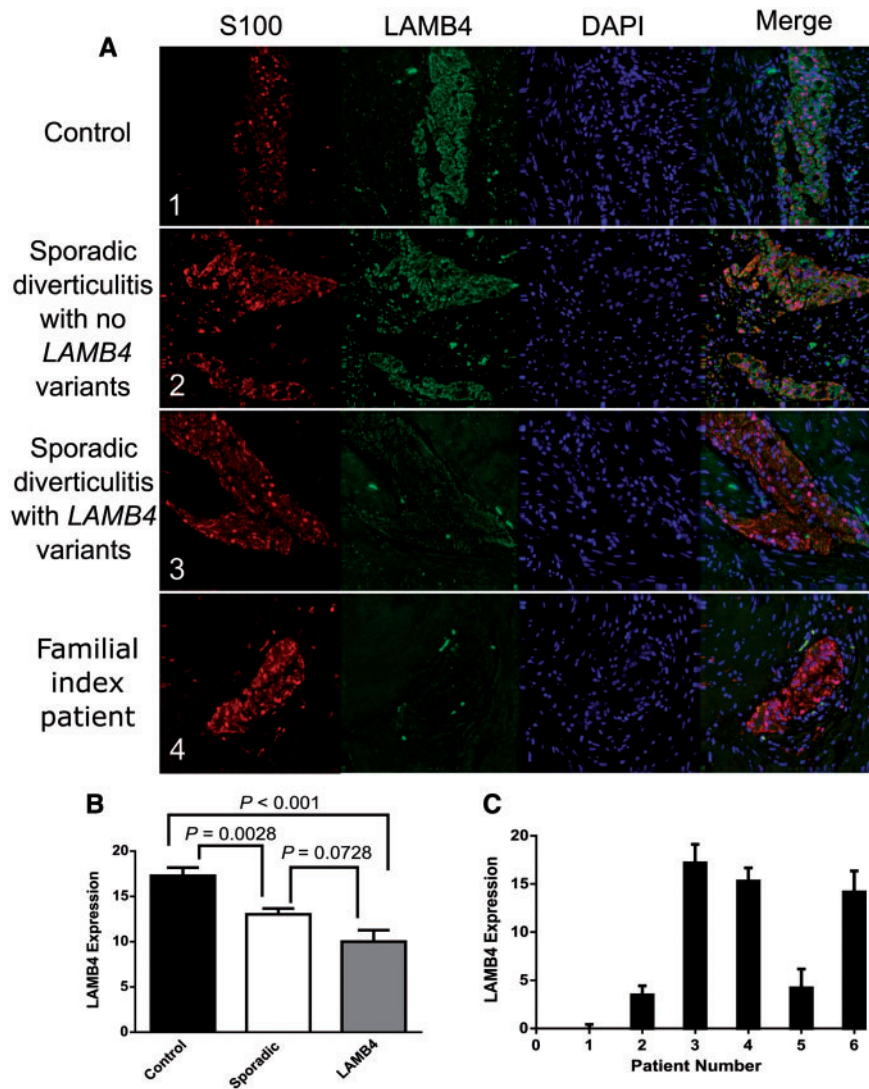 S100 LAMB4 DAPI Merge
A
Control
1
Sporadic
diverticulitis
with no
LAMB4
variants
2
Sporadic
diverticulitis
with LAMB4
variants
3
Familial
index
patient
4
B
P < 0.001
P = 0.0028
P = 0.0728
LAMB4 Expression
20
15
10
5
0
Control Sporadic LAMB4
C
LAMB4 Expression
20
15
10
5
0
0 1 2 3 4 5 6
Patient Number